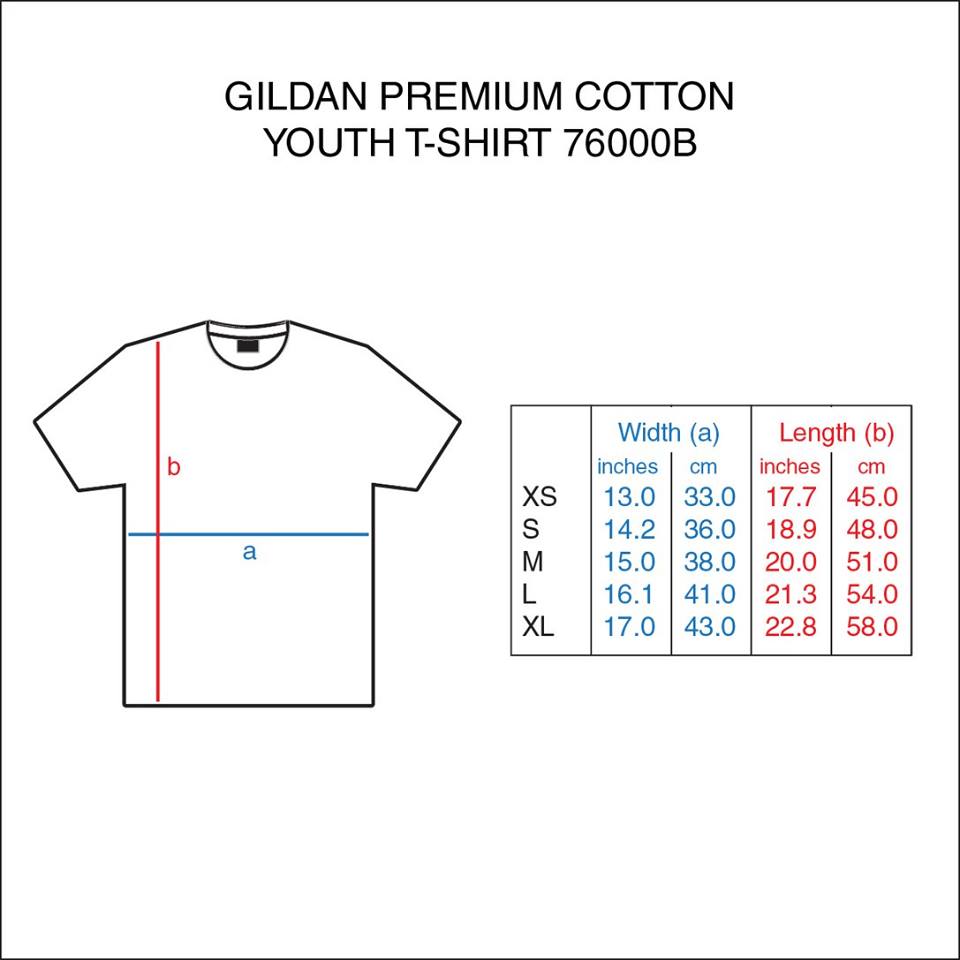 GILDAN PREMIUM COTTON
YOUTH T-SHIRT 76000B
b
a
Width (a) Length (b)
inches cm inches cm
XS 13.0 33.0 17.7 45.0
S 14.2 36.0 18.9 48.0
M 15.0 38.0 20.0 51.0
L 16.1 41.0 21.3 54.0
XL 17.0 43.0 22.8 58.0